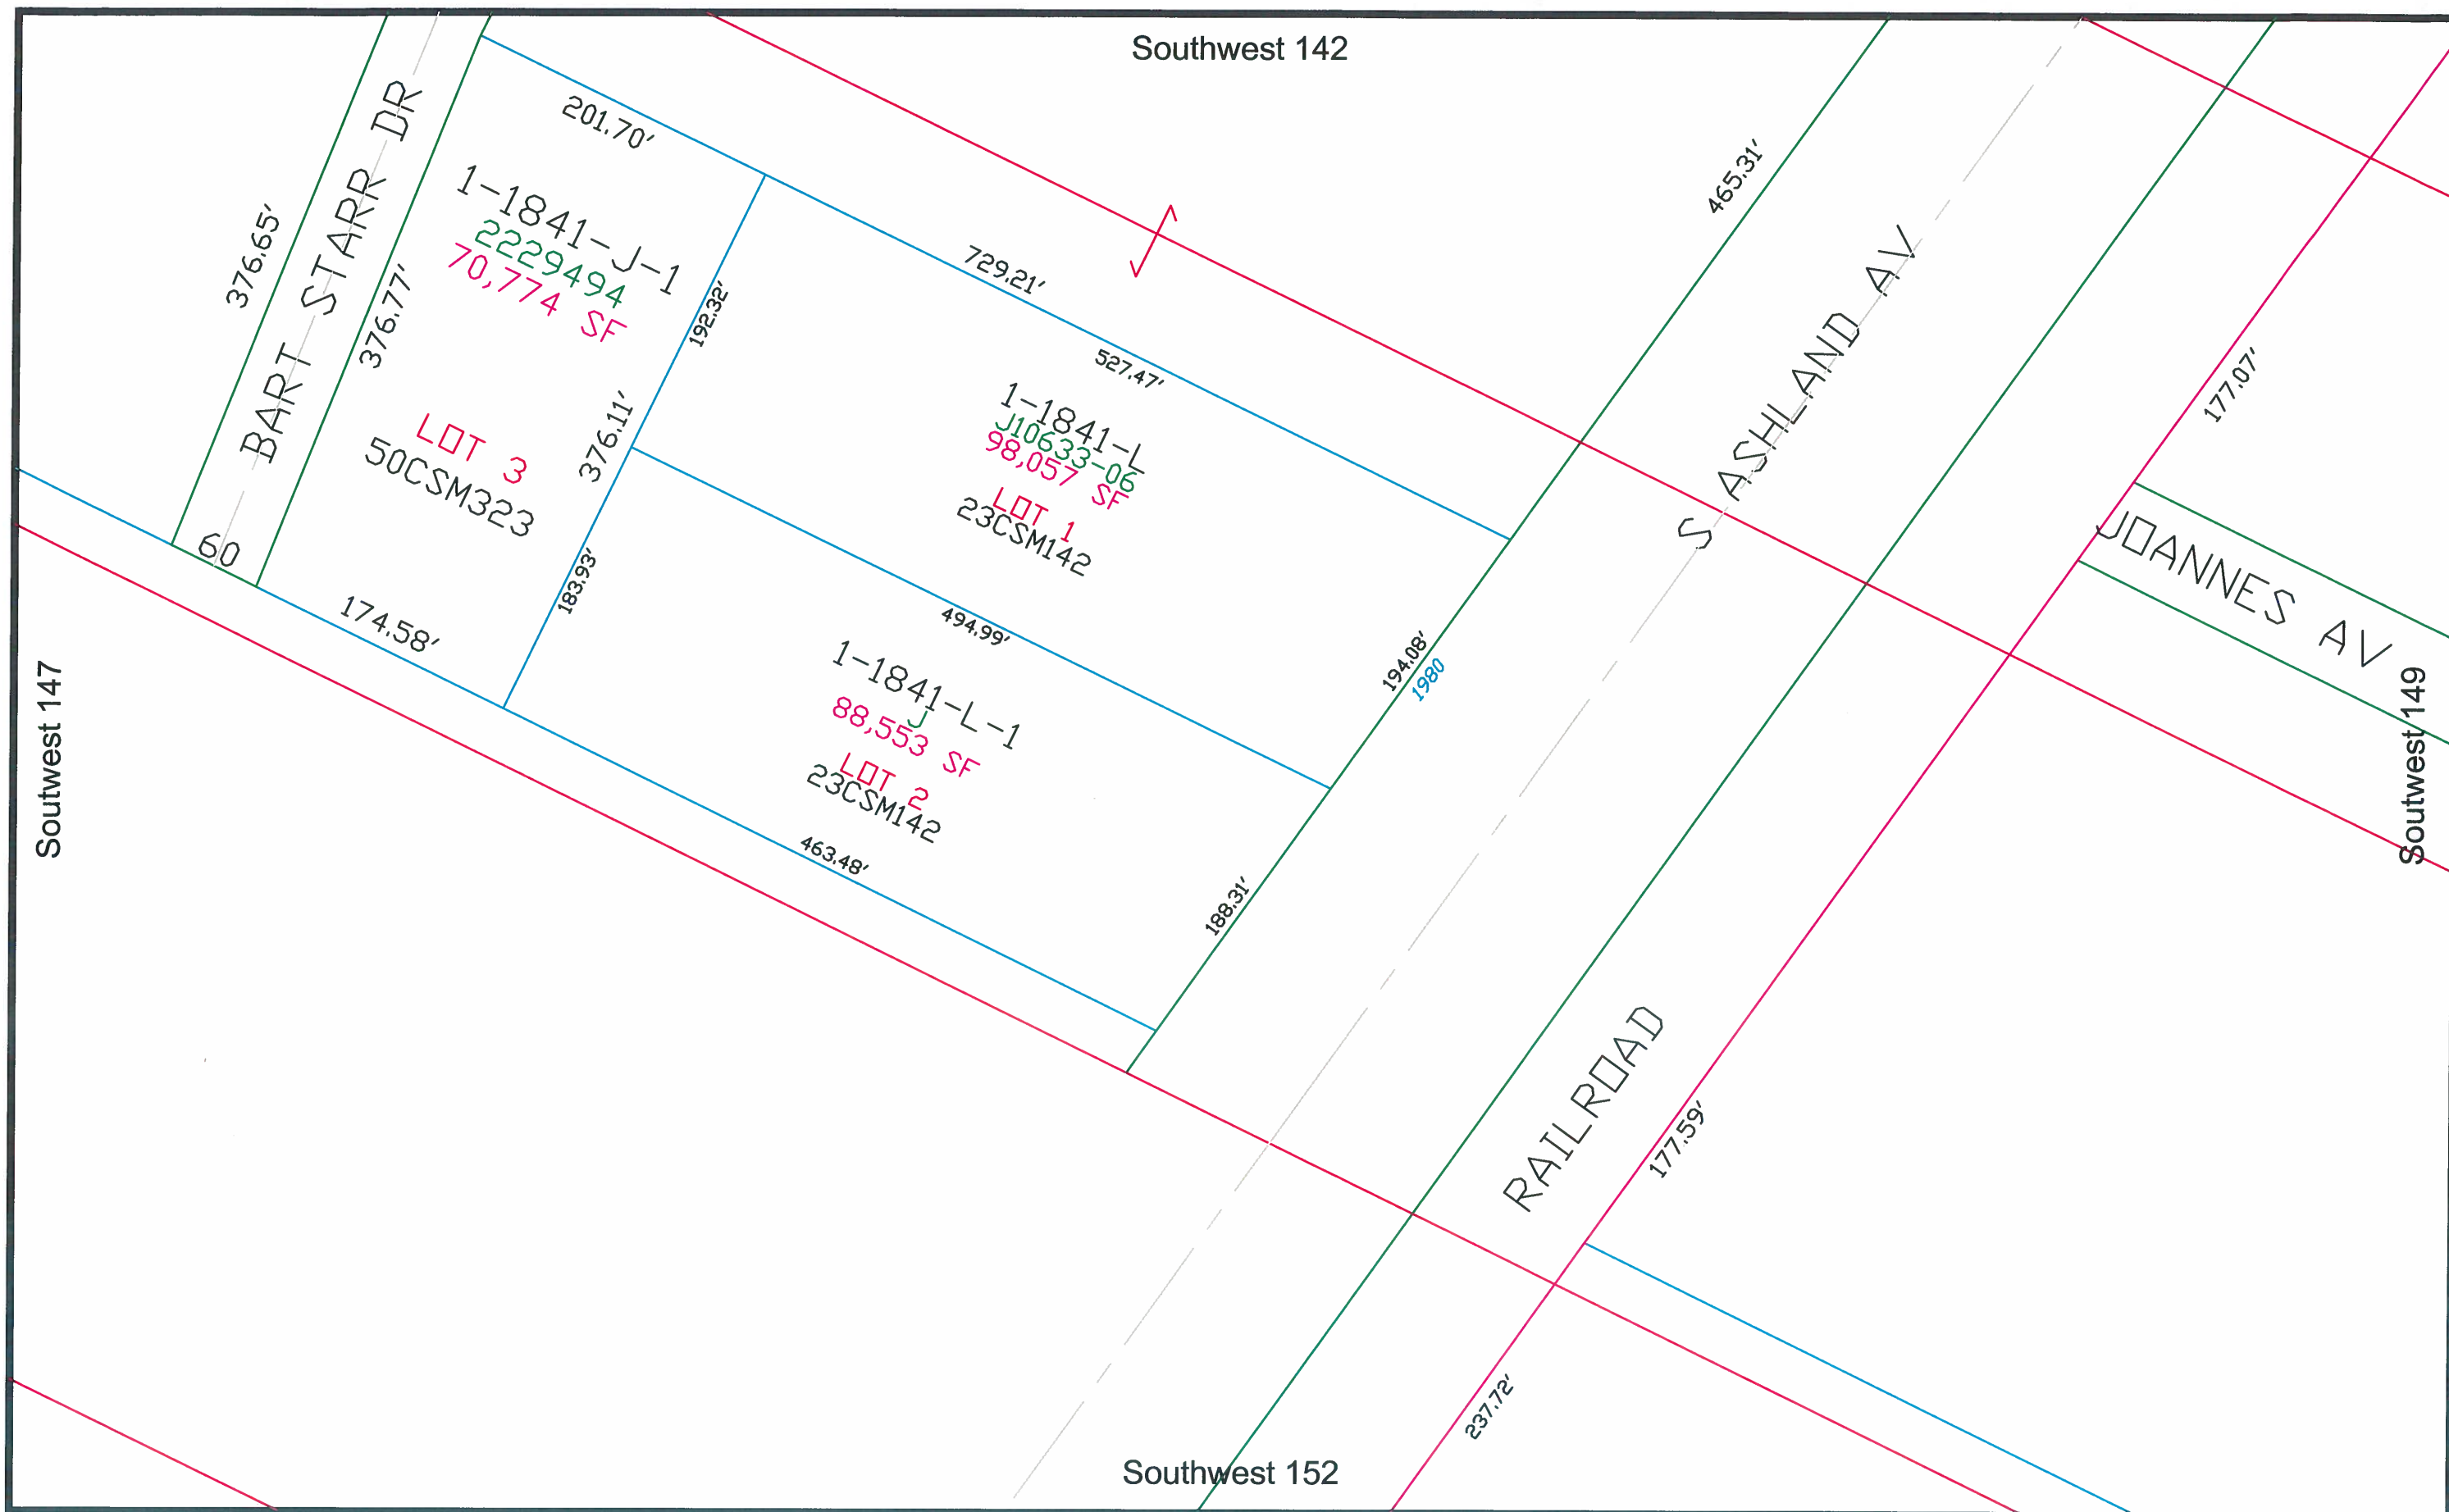 Southwest 142
201.70'
465.31'
BART STARR DR
376.65'
376.77'
1-1841-J-1
2229494
70,774 SF
192.32'
729.21'
527.47'
S ASHLAND AV
177.07'
LOT 3
50CSM323
376.11'
1-1841-L
J10633-06
98,057 SF
LOT 1
23CSM142
JOANNES AV
60
174.58'
183.93'
494.99'
194.08'
1980
1-1841-L-1
J
88,553 SF
LOT 2
23CSM142
463.48'
188.31'
Soutwest 147
Soutwest 149
RAILROAD
177.59'
237.72'
Southwest 152